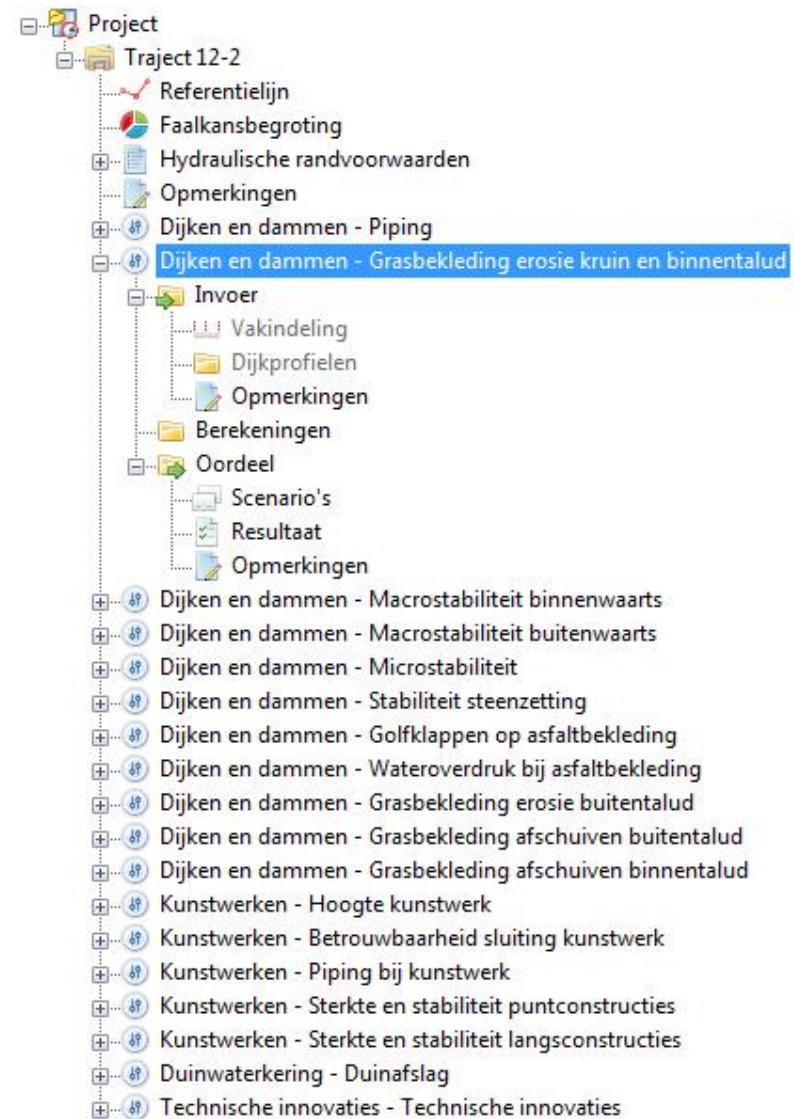 Project
Traject 12-2
Referentielijn
Faalkansbegroting
Hydraulische randvoorwaarden
Opmerkingen
Dijken en dammen - Piping
Dijken en dammen - Grasbekleding erosie kruin en binnentalud
Invoer
Vakindeling
Dijkprofielen
Opmerkingen
Berekeningen
Oordeel
Scenario's
Resultaat
Opmerkingen
Dijken en dammen - Macrostabiliteit binnenwaarts
Dijken en dammen - Macrostabiliteit buitenwaarts
Dijken en dammen - Microstabiliteit
Dijken en dammen - Stabiliteit steenzetting
Dijken en dammen - Golfklappen op asfaltbekleding
Dijken en dammen - Wateroverdruk bij asfaltbekleding
Dijken en dammen - Grasbekleding erosie buitentalud
Dijken en dammen - Grasbekleding afschuiven buitentalud
Dijken en dammen - Grasbekleding afschuiven binnentalud
Kunstwerken - Hoogte kunstwerk
Kunstwerken - Betrouwbaarheid sluiting kunstwerk
Kunstwerken - Piping bij kunstwerk
Kunstwerken - Sterkte en stabiliteit puntconstructies
Kunstwerken - Sterkte en stabiliteit langsconstructies
Duinwaterkering - Duinafslag
Technische innovaties - Technische innovaties